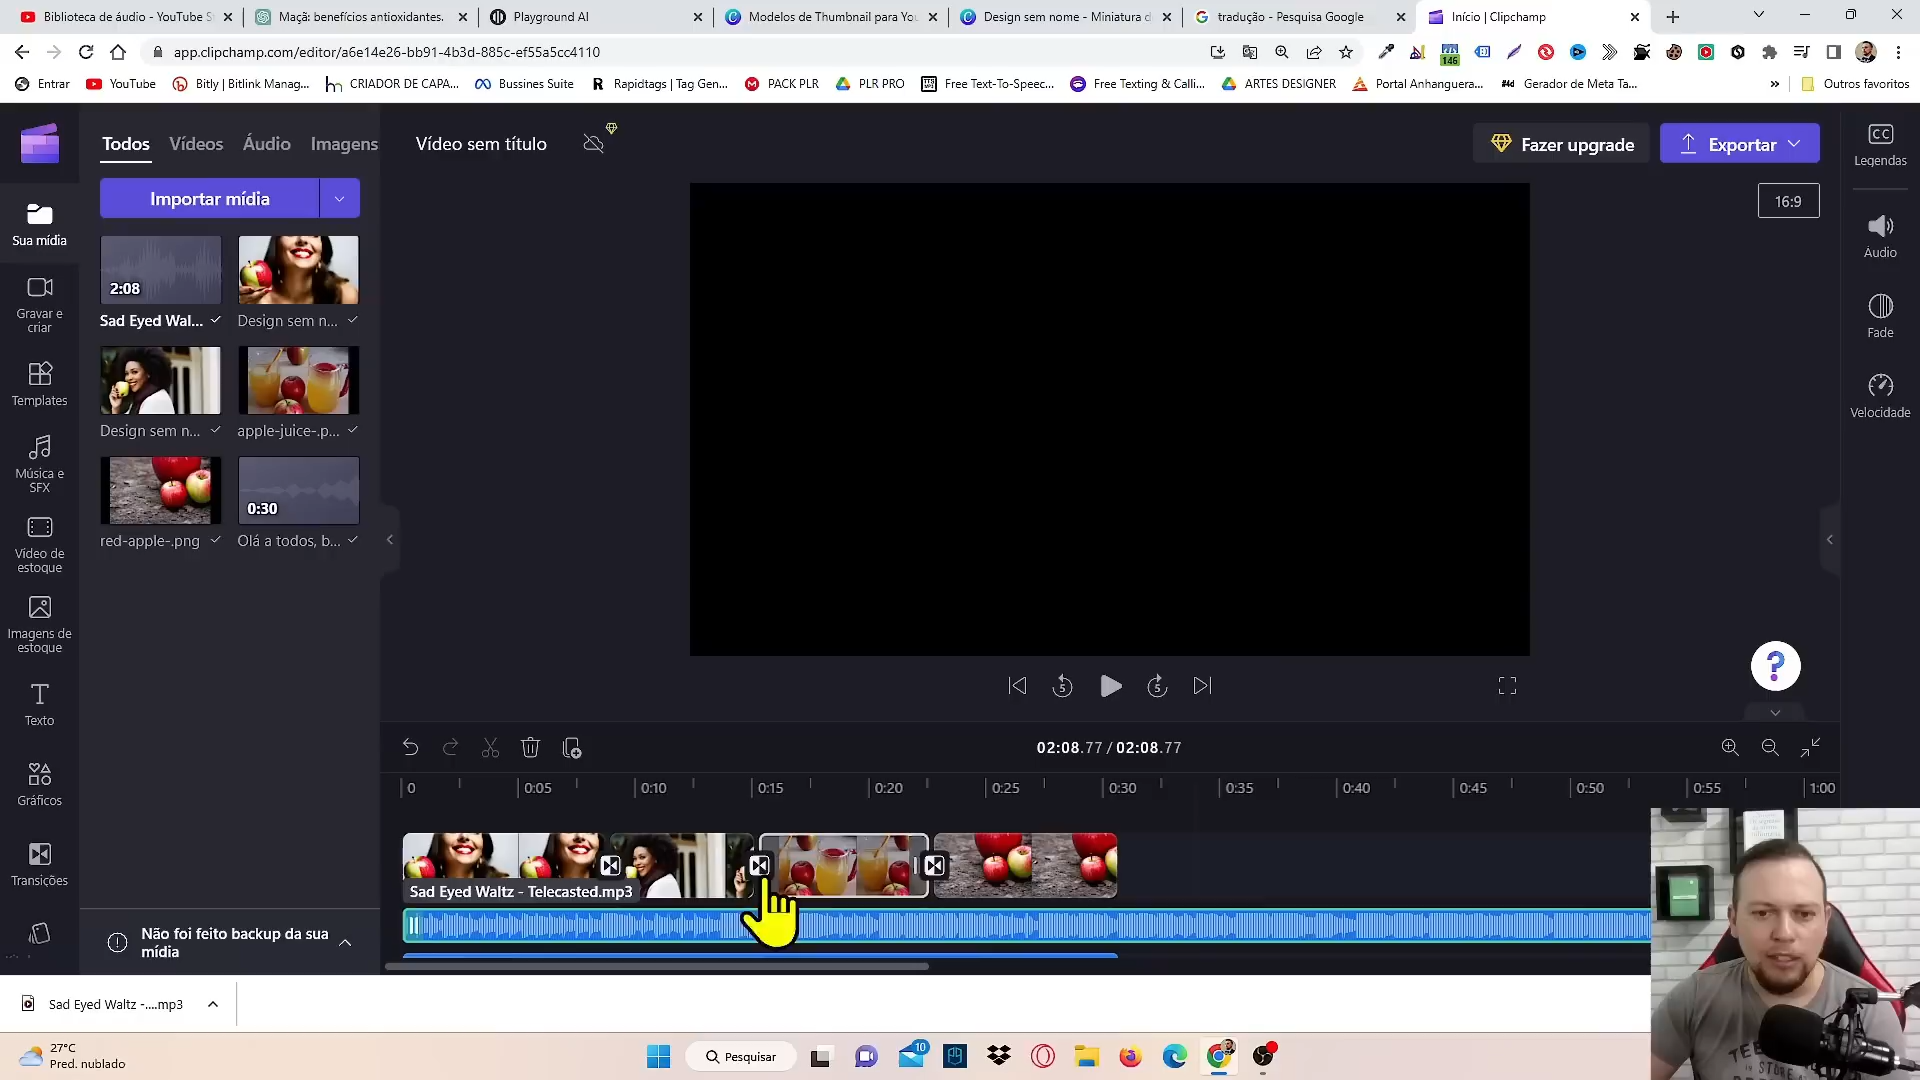 Biblioteca de áudio - YouTube S
Maçã: benefícios antioxidantes.
Playground AI
Modelos de Thumbnail para You
Design sem nome - Miniatura d
tradução - Pesquisa Google
Início | Clipchamp
app.clipchamp.com/editor/a6e14e26-bb91-4b3d-885c-ef55a5cc4110
146
Entrar
YouTube
Bitly | Bitlink Manag...
CRIADOR DE CAPA...
Bussines Suite
Rapidtags | Tag Gen...
PACK PLR
PLR PRO
Free Text-To-Speec...
Free Texting & Calli...
ARTES DESIGNER
Portal Anhanguera...
Gerador de Meta Ta...
»
Outros favoritos
Todos
Vídeos
Áudio
Imagens
Vídeo sem título
Fazer upgrade
Exportar
CC
Legendas
Importar mídia
16:9
Sua mídia
2:08
Sad Eyed Wal...
Design sem n...
Áudio
Gravar e
criar
Fade
Templates
Design sem n...
apple-juice-.p...
Velocidade
Música e
SFX
0:30
red-apple-.png
Olá a todos, b...
Vídeo de
estoque
Imagens de
estoque
?
5
5
Texto
02:08.77 / 02:08.77
0
0:05
0:10
0:15
0:20
0:25
0:30
0:35
0:40
0:45
0:50
0:55
1:00
Gráficos
Transições
Sad Eyed Waltz - Telecasted.mp3
Não foi feito backup da sua
mídia
Sad Eyed Waltz -....mp3
27°C
Pred. nublado
Pesquisar
10